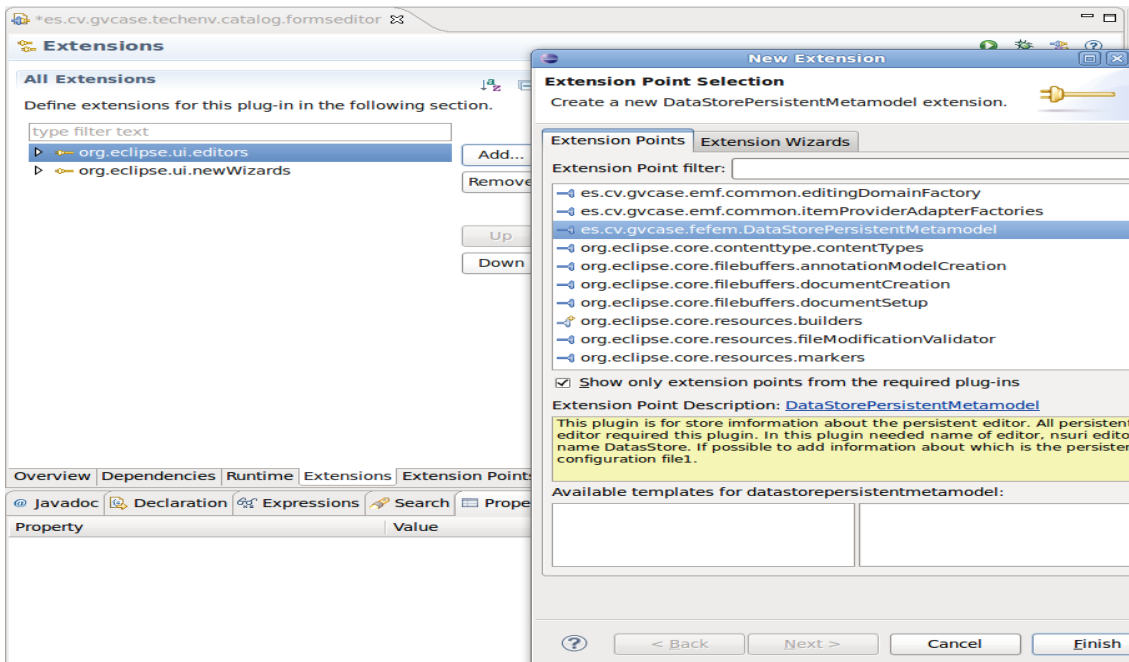 *es.cv.gvcase.techenv.catalog.formseditor
Extensions
All Extensions
Define extensions for this plug-in in the following section.
type filter text
org.eclipse.ui.editors
org.eclipse.ui.newWizards
Add...
Remove
Up
Down
Overview Dependencies Runtime Extensions Extension Point
@ Javadoc Declaration Expressions Search Prope
Property Value
New Extension
Extension Point Selection
Create a new DataStorePersistentMetamodel extension.
Extension Points Extension Wizards
Extension Point filter:
es.cv.gvcase.emf.common.editingDomainFactory
es.cv.gvcase.emf.common.itemProviderAdapterFactories
es.cv.gvcase.fefem.DataStorePersistentMetamodel
org.eclipse.core.contenttype.contentTypes
org.eclipse.core.filebuffers.annotationModelCreation
org.eclipse.core.filebuffers.documentCreation
org.eclipse.core.filebuffers.documentSetup
org.eclipse.core.resources.builders
org.eclipse.core.resources.fileModificationValidator
org.eclipse.core.resources.markers
Show only extension points from the required plug-ins
Extension Point Description: DataStorePersistentMetamodel
This plugin is for store imformation about the persistent editor. All persistent
editor required this plugin. In this plugin needed name of editor, nsuri edito
name DatasStore. If possible to add information about which is the persister
configuration file1.
Available templates for datastorepersistentmetamodel:
< Back Next > Cancel Finish